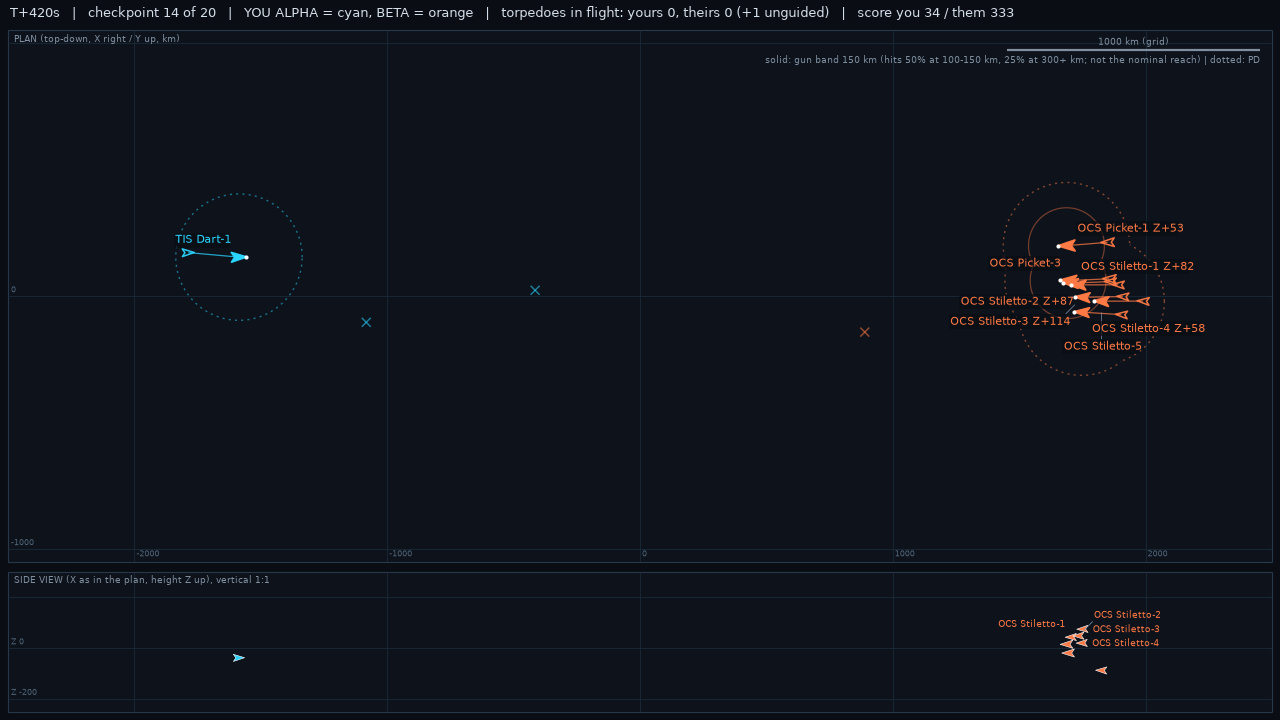 T+420s | checkpoint 14 of 20 | YOU ALPHA = cyan, BETA = orange | torpedoes in flight: yours 0, theirs 0 (+1 unguided) | score you 34 / them 333
PLAN (top-down, X right / Y up, km)
1000 km (grid)
solid: gun band 150 km (hits 50% at 100-150 km, 25% at 300+ km; not the nominal reach) | dotted: PD
OCS Picket-1 Z+53
TIS Dart-1
OCS Picket-3
OCS Stiletto-1 Z+82
0
OCS Stiletto-2 Z+87
OCS Stiletto-3 Z+114
OCS Stiletto-4 Z+58
OCS Stiletto-5
-1000
-2000
-1000
0
1000
2000
SIDE VIEW (X as in the plan, height Z up), vertical 1:1
OCS Stiletto-2
OCS Stiletto-1
OCS Stiletto-3
Z 0
OCS Stiletto-4
Z -200